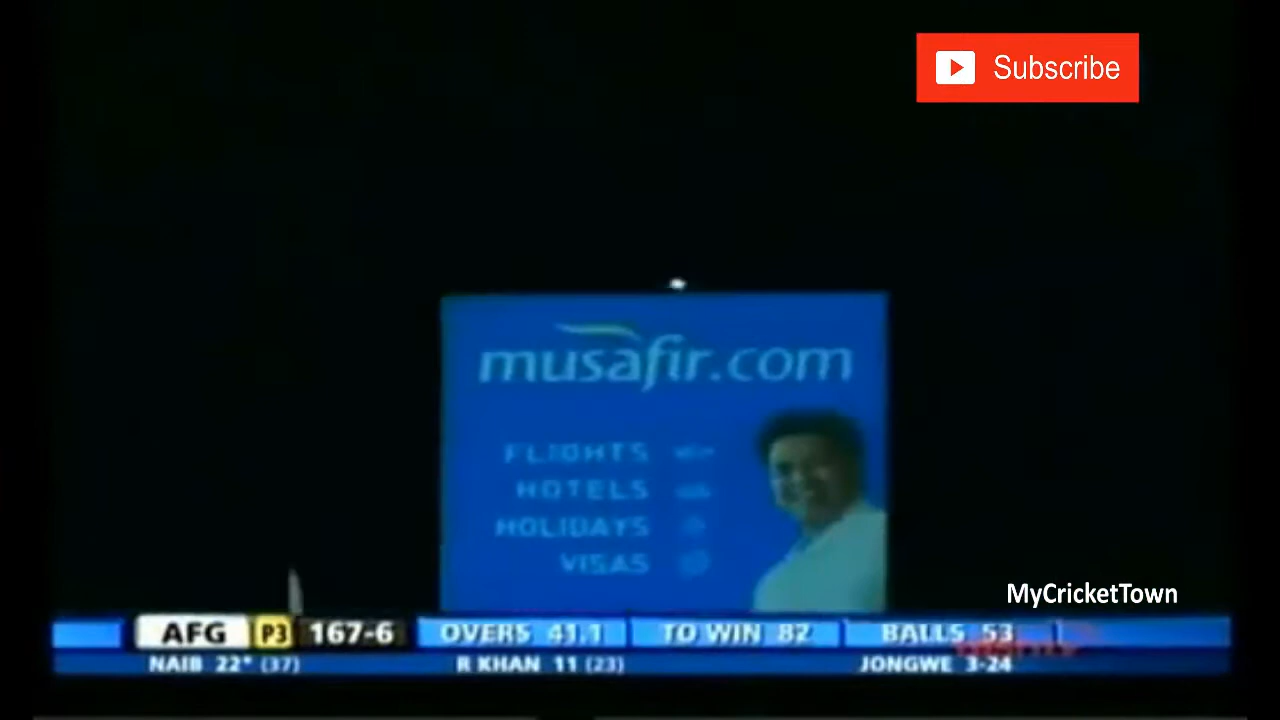 Subscribe
musafir.com
FLIGHTS
HOTELS
HOLIDAYS
VISAS
MyCricketTown
AFG P3 167-6 OVERS 41.1 TO WIN 82 BALLS 53
NAIB 22* (37) R KHAN 11 (23) JONGWE 3-24